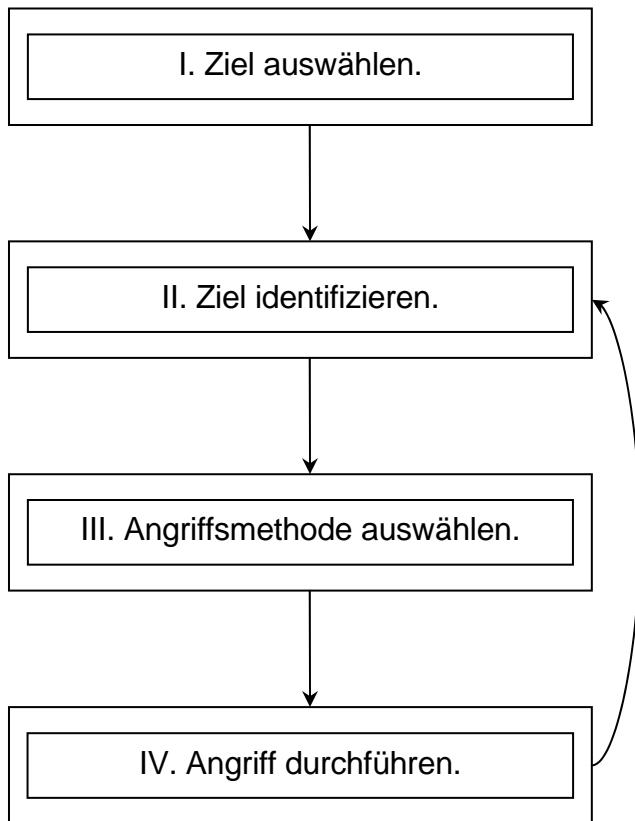 I. Ziel auswählen.
II. Ziel identifizieren.
III. Angriffsmethode auswählen.
IV. Angriff durchführen.